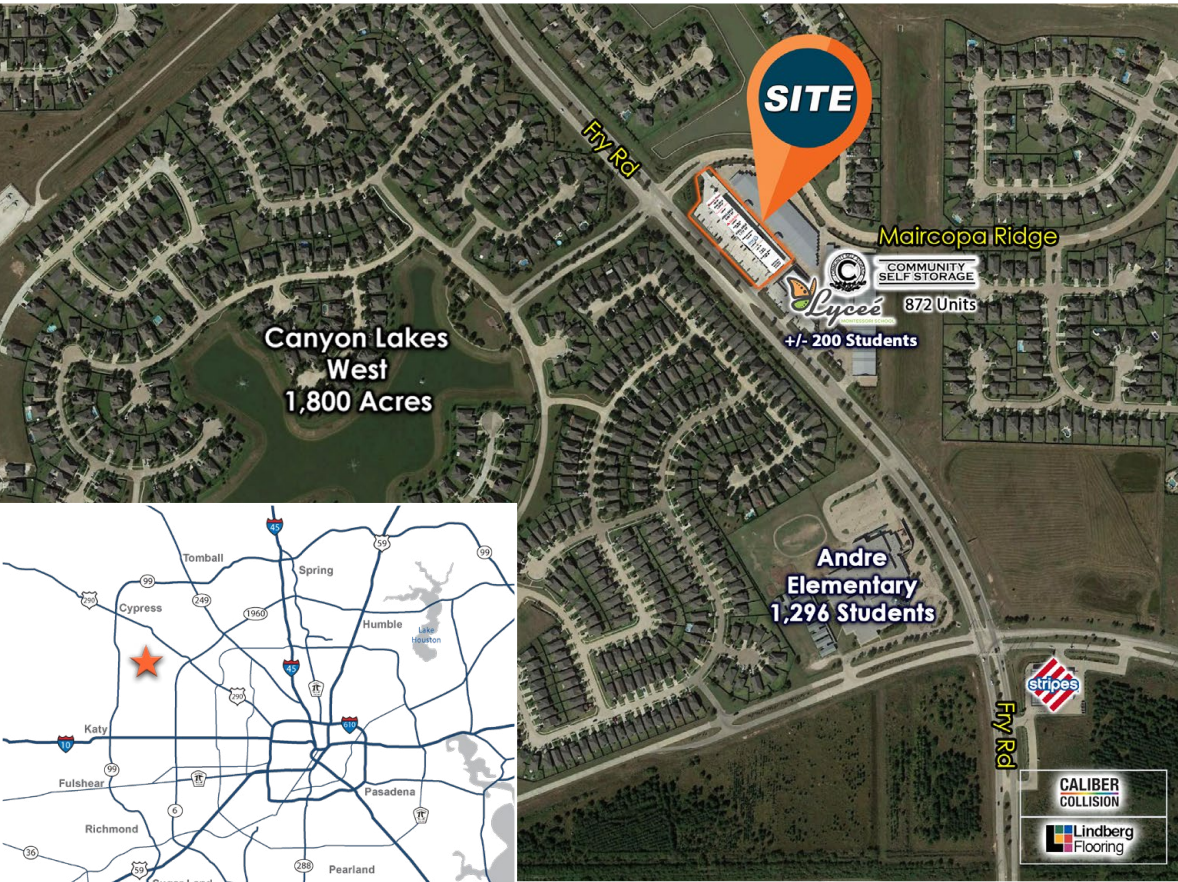 SITE
Fry Rd
Maircopa Ridge
C
COMMUNITY
SELF STORAGE
872 Units
Lyceé
MONTESSORI SCHOOL
+/- 200 Students
Canyon Lakes
West
1,800 Acres
Andre
Elementary
1,296 Students
stripes
Fry Rd
CALIBER
COLLISION
Lindberg
Flooring
45
59
99
Tomball
Spring
99
290
249
Cypress
1960
Humble
Lake
Houston
45
290
610
Katy
10
99
Fulshear
Pasadena
6
Richmond
36
59
288
Pearland